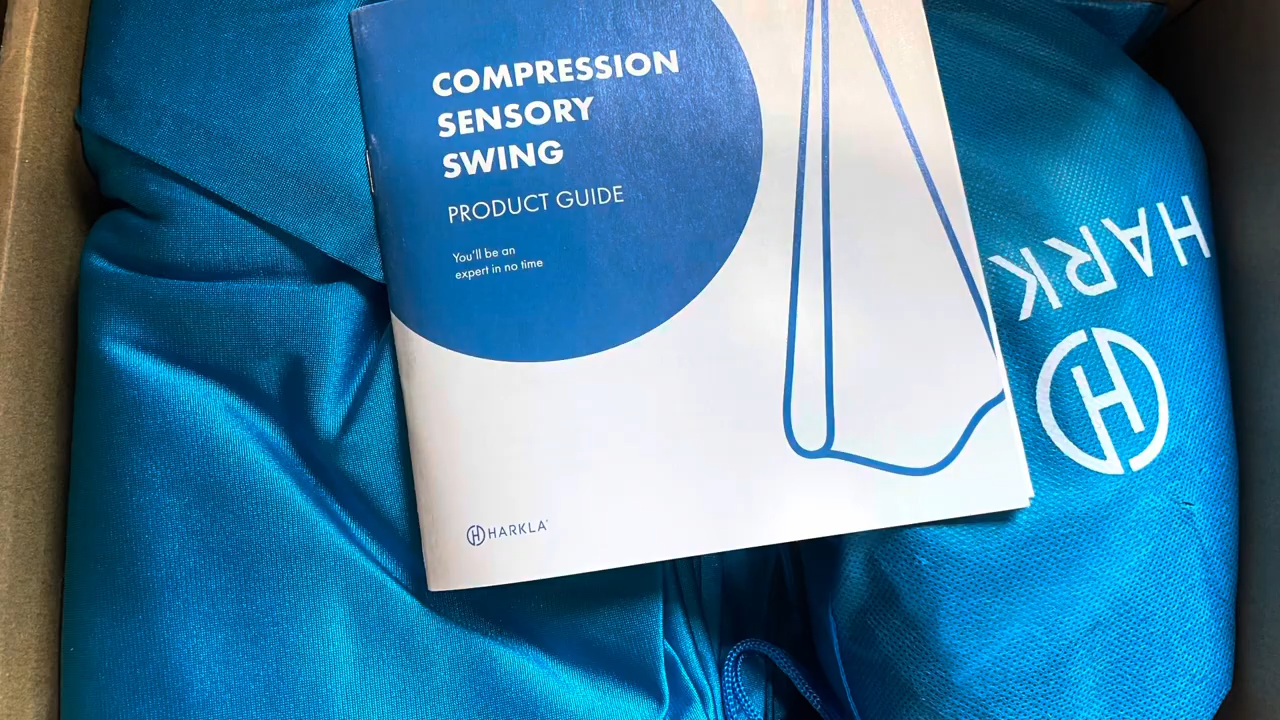 COMPRESSION
SENSORY
SWING
PRODUCT GUIDE
You'll be an
expert in no time
HARKLA
HARK